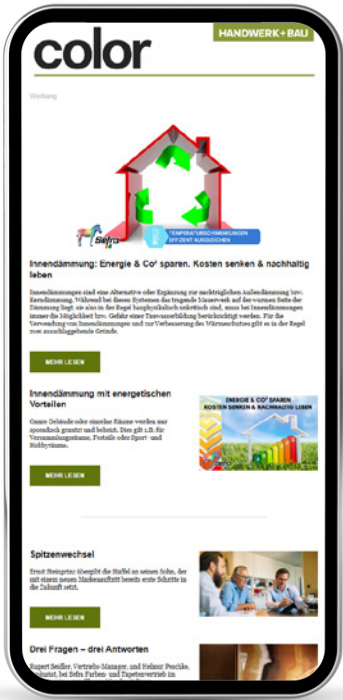 color
HANDWERK + BAU
Werbung
Sefra
TEMPERATURSCHWANKUNGEN
EFFIZIENT AUSGLEICHEN
Innendämmung: Energie & Co² sparen. Kosten senken & nachhaltig
leben
Innendämmungen sind eine Alternative oder Ergänzung zur nachträglichen Außendämmung bzw.
Kerndämmung. Während bei diesen Systemen das tragende Mauerwerk auf der warmen Seite der
Dämmung liegt, sie also in der Regel bauphysikalisch unkritisch sind, muss bei Innendämmungen
immer die Möglichkeit bzw. Gefahr einer Tauwasserbildung berücksichtigt werden. Für die
Verwendung von Innendämmungen und zur Verbesserung des Wärmeschutzes gibt es in der Regel
zwei ausschlaggebende Gründe.
MEHR LESEN
Innendämmung mit energetischen
Vorteilen
ENERGIE & CO² SPAREN
KOSTEN SENKEN & NACHHALTIG LEBEN
Ganze Gebäude oder einzelne Räume werden nur
sporadisch genutzt und beheizt. Dies gilt z.B. für
Versammlungsräume, Festsäle oder Sport- und
Hobbyräume.
MEHR LESEN
Spitzenwechsel
Ernst Steinprinz übergibt die Staffel an seinen Sohn, der
mit einem neuen Markenauftritt bereits erste Schritte in
die Zukunft setzt.
MEHR LESEN
Drei Fragen – drei Antworten
Rupert Seidler, Vertriebs-Manager, und Helmut Peschke,
bei Sefra Farben- und Tapetenvertrieb im